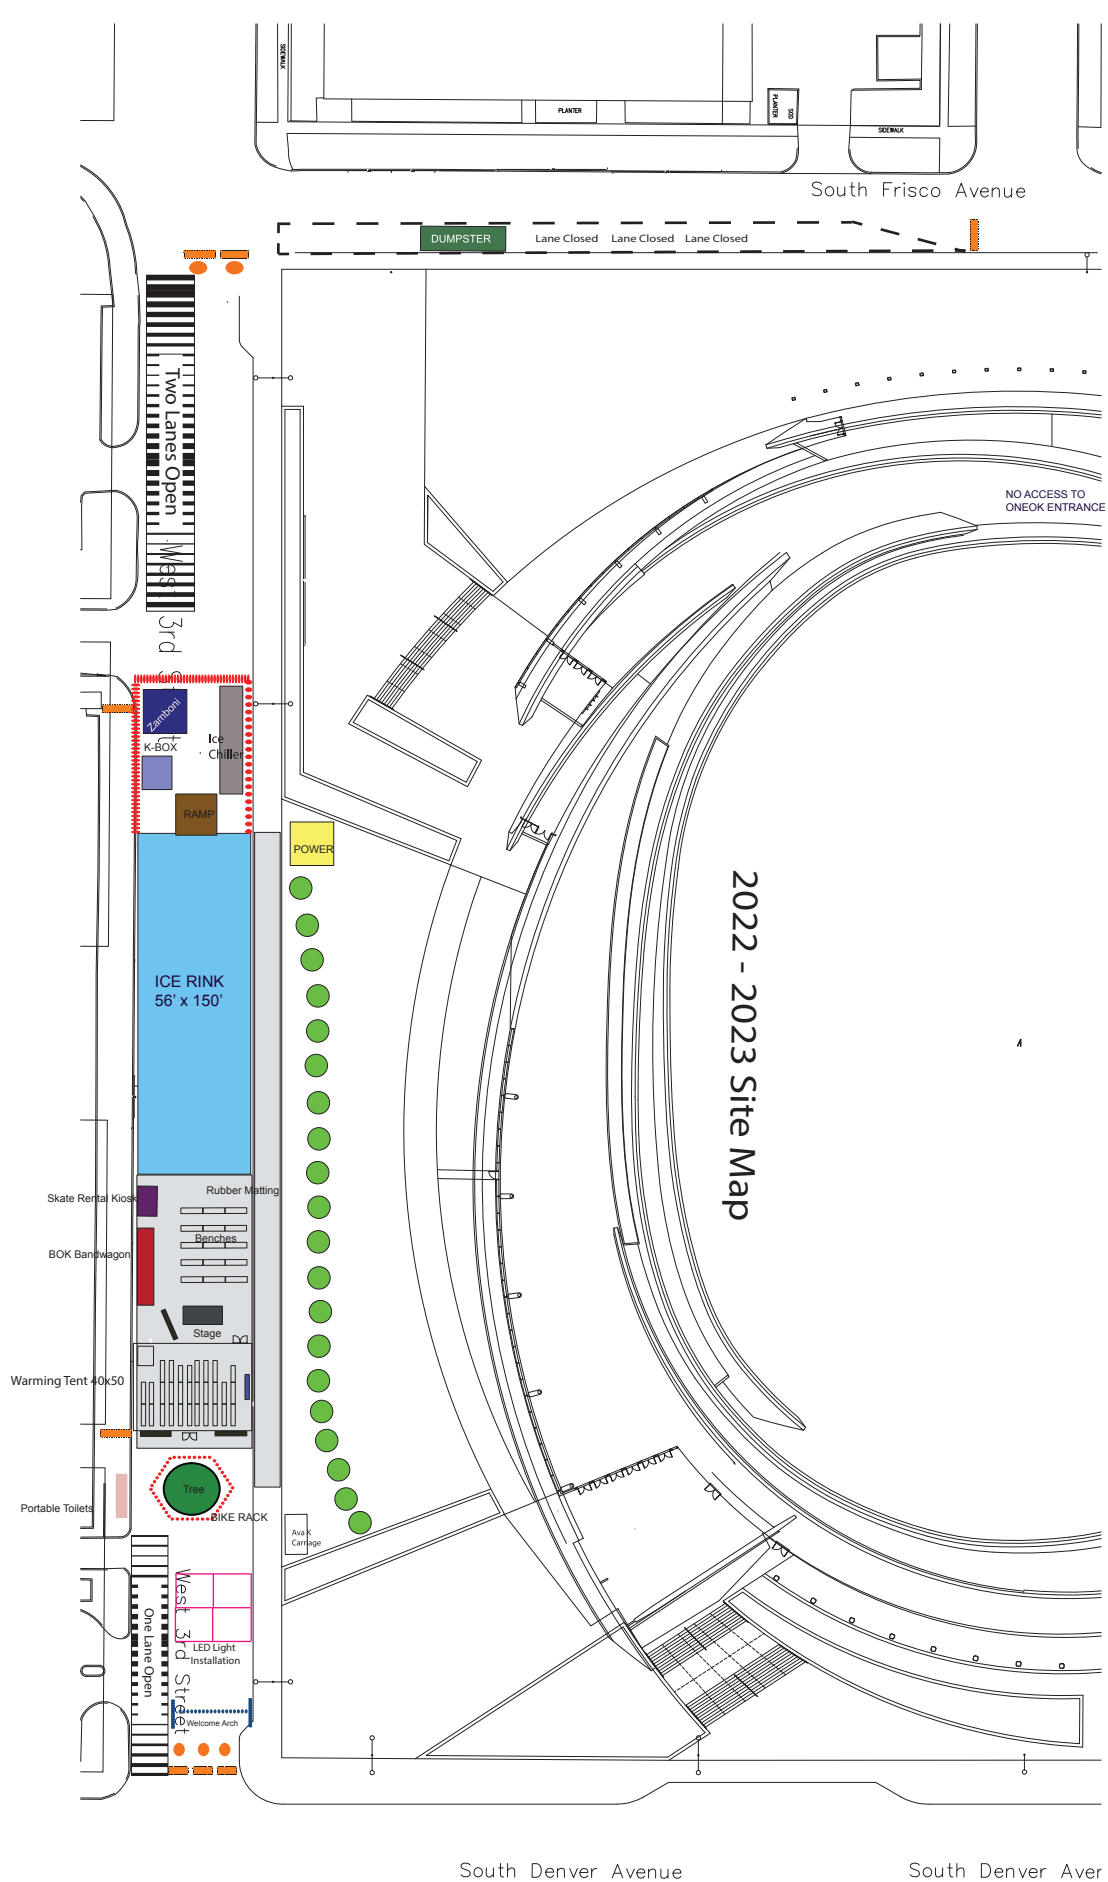 SIDEWALK
PLANTER
SOD
PLANTER
SIDEWALK
South Frisco Avenue
DUMPSTER
Lane Closed Lane Closed Lane Closed
Two Lanes Open
West 3rd
NO ACCESS TO
ONEOK ENTRANCE
Zamboni
K-BOX
Ice
Chiller
RAMP
POWER
2022 - 2023 Site Map
ICE RINK
56' x 150'
Skate Rental Kiosk
Rubber Matting
BOK Bandwagon
Benches
Stage
Warming Tent 40x50
Tree
Portable Toilets
BIKE RACK
Ava K
Carriage
One Lane Open
West 3rd Street
LED Light
Installation
Welcome Arch
South Denver Avenue
South Denver Aver